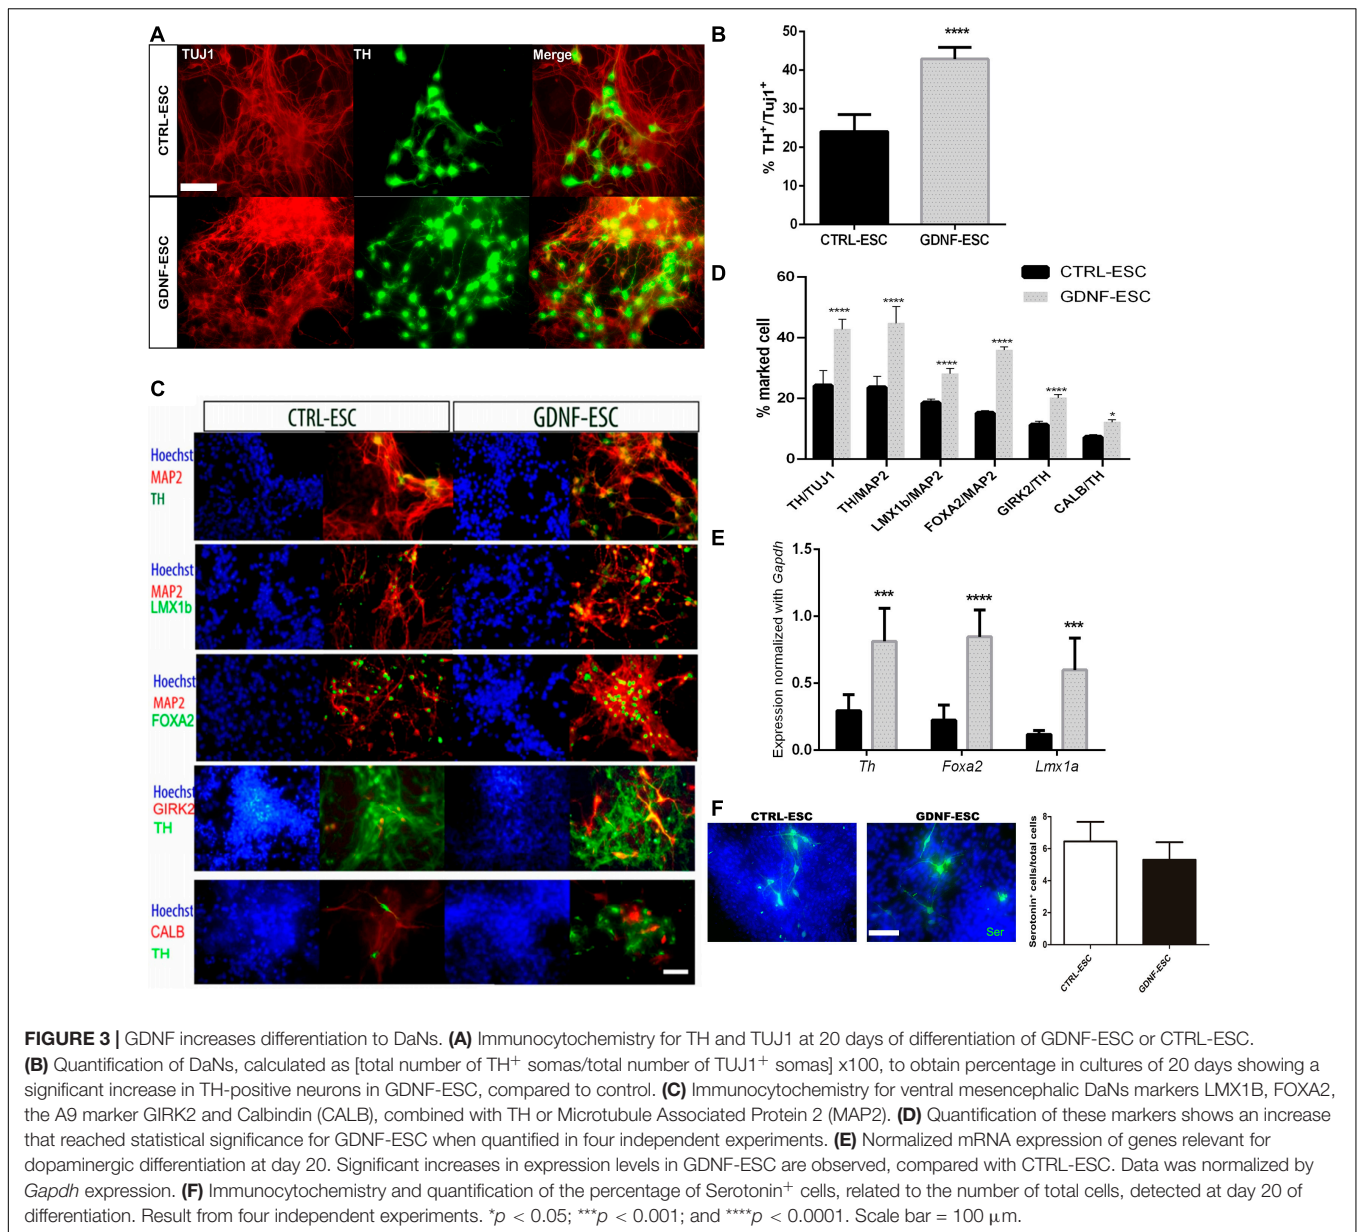 A
TUJ1 TH Merge
CTRL-ESC
GDNF-ESC
B
% TH+/Tuj1+
50
40
30
20
10
0
****
CTRL-ESC GDNF-ESC
C
CTRL-ESC GDNF-ESC
Hoechst
MAP2
TH
Hoechst
MAP2
LMX1b
Hoechst
MAP2
FOXA2
Hoechst
GIRK2
TH
Hoechst
CALB
TH
D
CTRL-ESC
GDNF-ESC
% marked cell
60
40
20
0
**** **** **** **** **** *
TH/TUJ1 TH/MAP2 LMX1b/MAP2 FOXA2/MAP2 GIRK2/TH CALB/TH
E
Expression normalized with Gapdh
1.5
1.0
0.5
0.0
*** **** ***
Th Foxa2 Lmx1a
F
CTRL-ESC GDNF-ESC
Ser
Serotonin+ cells/total cells
8
6
4
2
0
CTRL-ESC GDNF-ESC
FIGURE 3 | GDNF increases differentiation to DaNs. (A) Immunocytochemistry for TH and TUJ1 at 20 days of differentiation of GDNF-ESC or CTRL-ESC.
(B) Quantification of DaNs, calculated as [total number of TH+ somas/total number of TUJ1+ somas] x100, to obtain percentage in cultures of 20 days showing a
significant increase in TH-positive neurons in GDNF-ESC, compared to control. (C) Immunocytochemistry for ventral mesencephalic DaNs markers LMX1B, FOXA2,
the A9 marker GIRK2 and Calbindin (CALB), combined with TH or Microtubule Associated Protein 2 (MAP2). (D) Quantification of these markers shows an increase
that reached statistical significance for GDNF-ESC when quantified in four independent experiments. (E) Normalized mRNA expression of genes relevant for
dopaminergic differentiation at day 20. Significant increases in expression levels in GDNF-ESC are observed, compared with CTRL-ESC. Data was normalized by
Gapdh expression. (F) Immunocytochemistry and quantification of the percentage of Serotonin+ cells, related to the number of total cells, detected at day 20 of
differentiation. Result from four independent experiments. *p < 0.05; ***p < 0.001; and ****p < 0.0001. Scale bar = 100 μm.